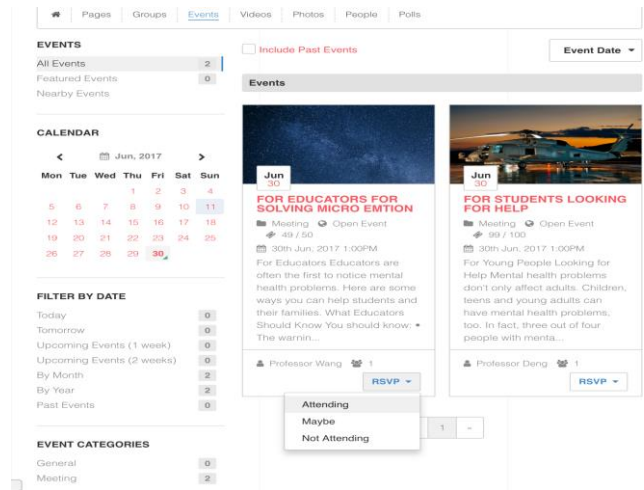 Pages Groups Events Videos Photos People Polls
EVENTS
All Events 2
Featured Events 0
Nearby Events
CALENDAR
Jun, 2017
Mon Tue Wed Thu Fri Sat Sun
1 2 3 4
5 6 7 8 9 10 11
12 13 14 15 16 17 18
19 20 21 22 23 24 25
26 27 28 29 30
FILTER BY DATE
Today 0
Tomorrow 0
Upcoming Events (1 week) 0
Upcoming Events (2 weeks) 0
By Month 2
By Year 2
Past Events 0
EVENT CATEGORIES
General 0
Meeting 2
Include Past Events
Event Date
Events
Jun
30
FOR EDUCATORS FOR
SOLVING MICRO EMTION
Meeting Open Event
49 / 50
30th Jun, 2017 1:00PM
For Educators Educators are
often the first to notice mental
health problems. Here are some
ways you can help students and
their families. What Educators
Should Know You should know: •
The warnin...
Professor Wang 1
RSVP
Attending
Maybe
Not Attending
Jun
30
FOR STUDENTS LOOKING
FOR HELP
Meeting Open Event
99 / 100
30th Jun, 2017 1:00PM
For Young People Looking for
Help Mental health problems
don't only affect adults. Children,
teens and young adults can
have mental health problems,
too. In fact, three out of four
people with menta...
Professor Deng 1
RSVP
1